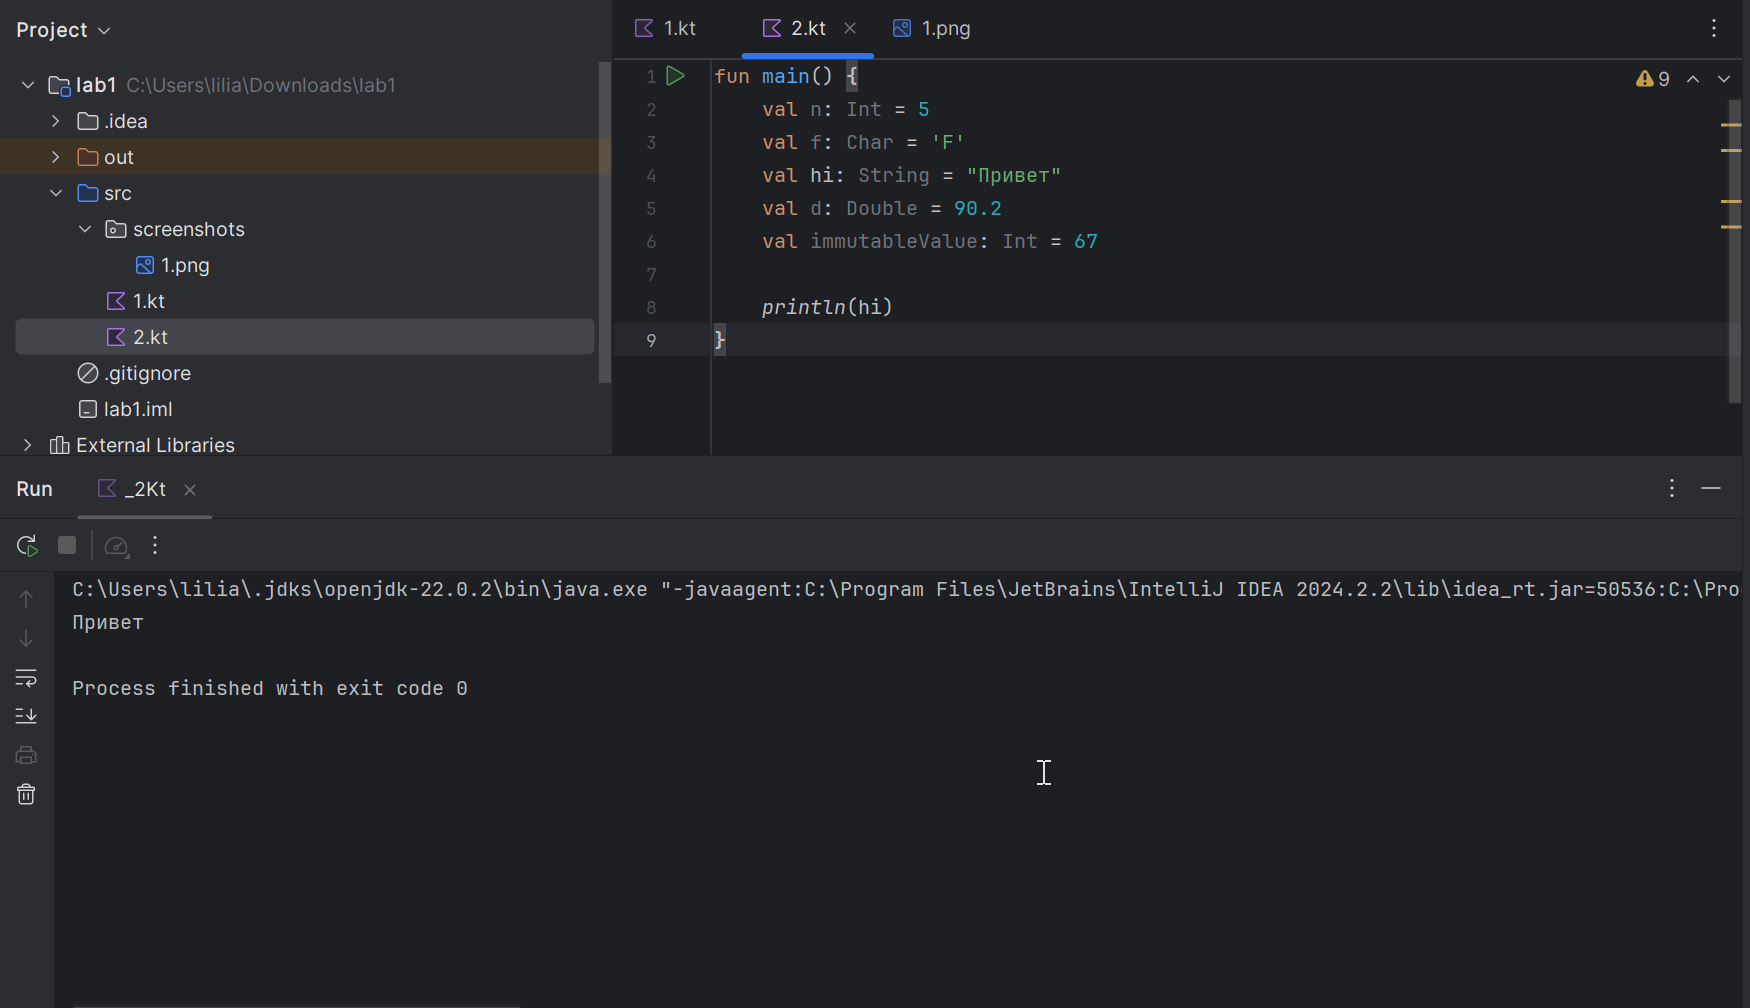 Project
lab1 C:\Users\lilia\Downloads\lab1
.idea
out
src
screenshots
1.png
1.kt
2.kt
.gitignore
lab1.iml
External Libraries
1.kt
2.kt
1.png
9
1 fun main() {
2 val n: Int = 5
3 val f: Char = 'F'
4 val hi: String = "Привет"
5 val d: Double = 90.2
6 val immutableValue: Int = 67
7
8 println(hi)
9 }
Run
_2Kt
C:\Users\lilia\.jdks\openjdk-22.0.2\bin\java.exe "-javaagent:C:\Program Files\JetBrains\IntelliJ IDEA 2024.2.2\lib\idea_rt.jar=50536:C:\Pro
Привет
Process finished with exit code 0